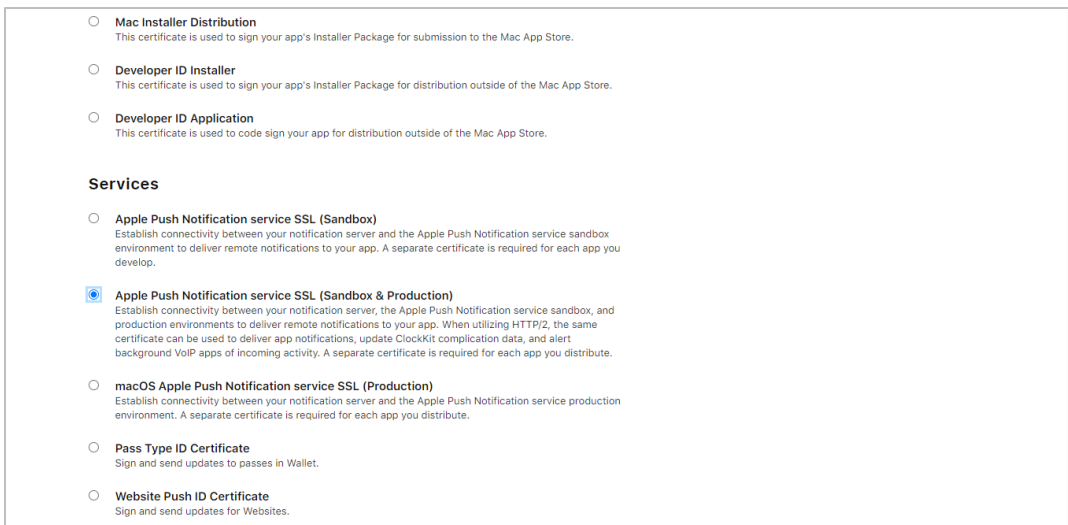 Mac Installer Distribution
This certificate is used to sign your app's Installer Package for submission to the Mac App Store.
Developer ID Installer
This certificate is used to sign your app's Installer Package for distribution outside of the Mac App Store.
Developer ID Application
This certificate is used to code sign your app for distribution outside of the Mac App Store.
Services
Apple Push Notification service SSL (Sandbox)
Establish connectivity between your notification server and the Apple Push Notification service sandbox
environment to deliver remote notifications to your app. A separate certificate is required for each app you
develop.
Apple Push Notification service SSL (Sandbox & Production)
Establish connectivity between your notification server, the Apple Push Notification service sandbox, and
production environments to deliver remote notifications to your app. When utilizing HTTP/2, the same
certificate can be used to deliver app notifications, update ClockKit complication data, and alert
background VoIP apps of incoming activity. A separate certificate is required for each app you distribute.
macOS Apple Push Notification service SSL (Production)
Establish connectivity between your notification server and the Apple Push Notification service production
environment. A separate certificate is required for each app you distribute.
Pass Type ID Certificate
Sign and send updates to passes in Wallet.
Website Push ID Certificate
Sign and send updates for Websites.